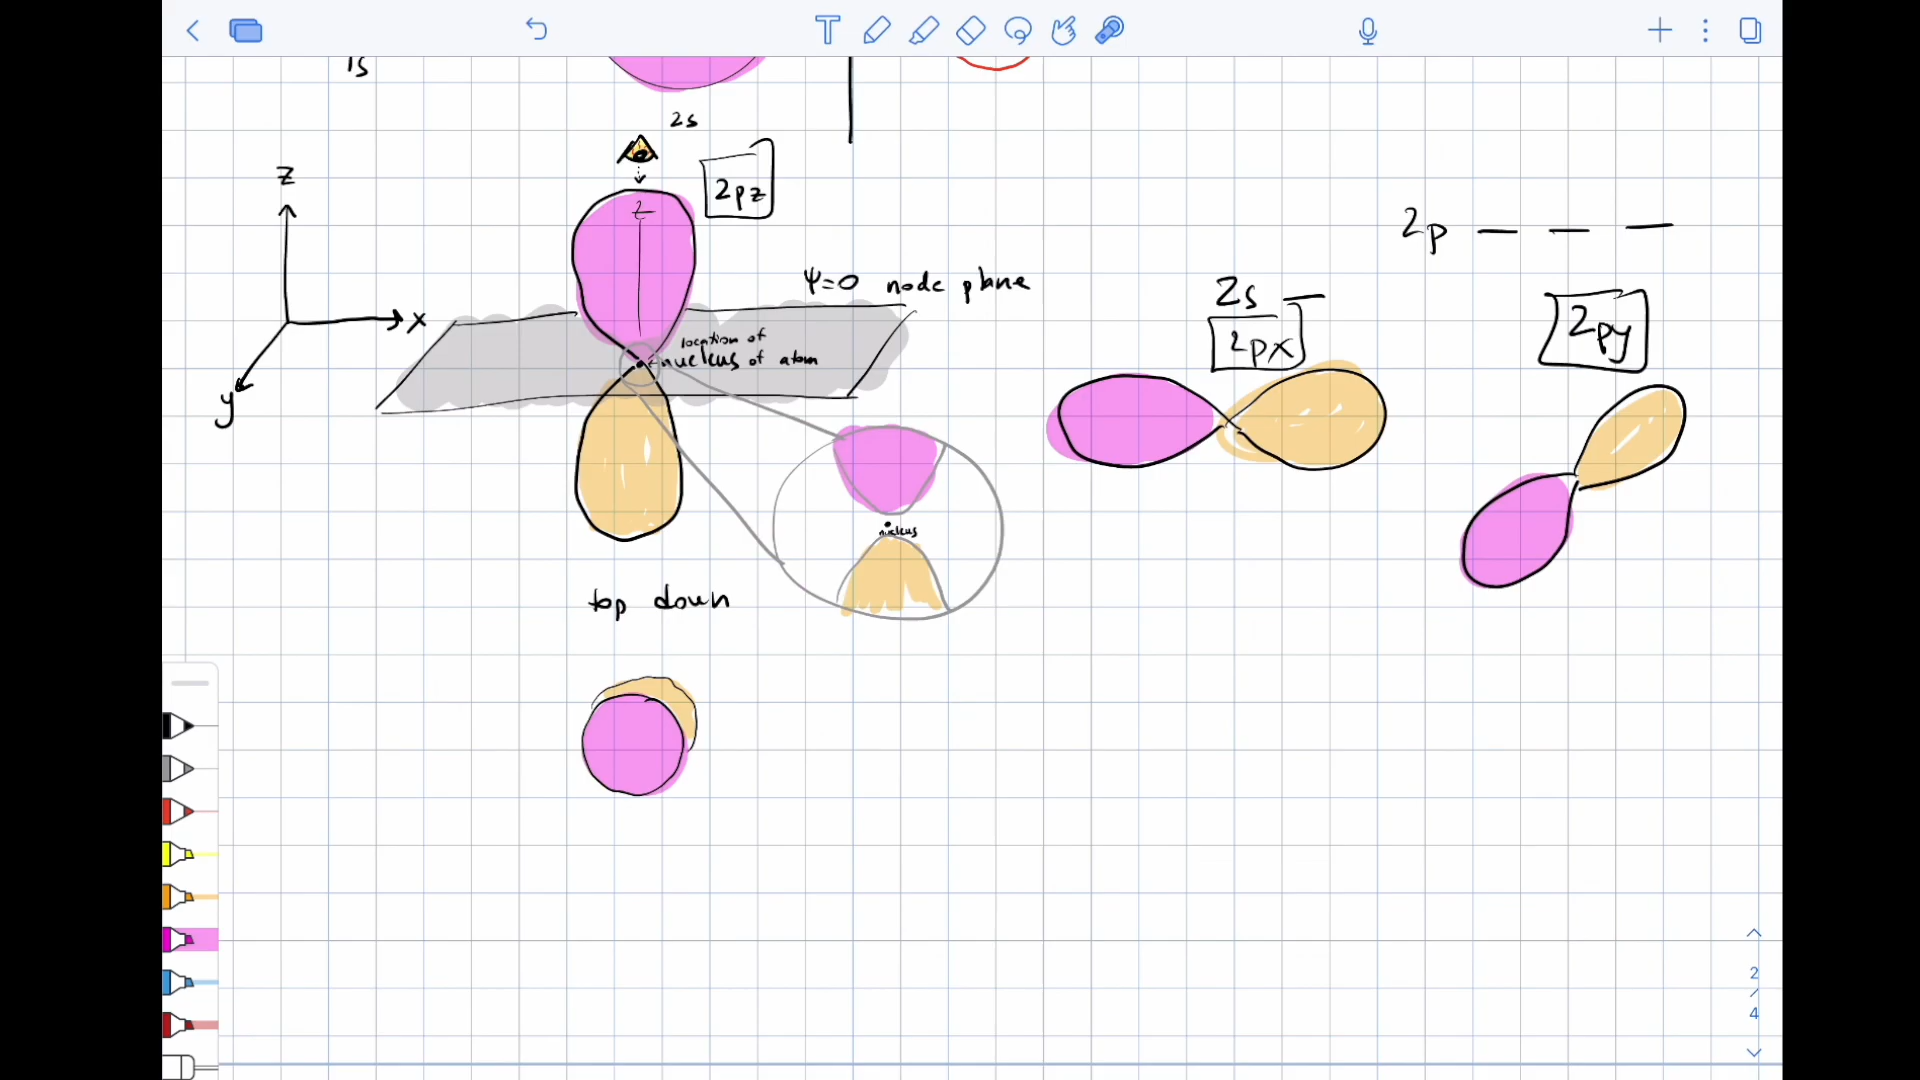 1s
2s
2pz
z
z
x
y
ψ=0 node plane
location of
nucleus of atom
nucleus
top down
2p _ _ _
2s _
2px
2py
T
2
/
4